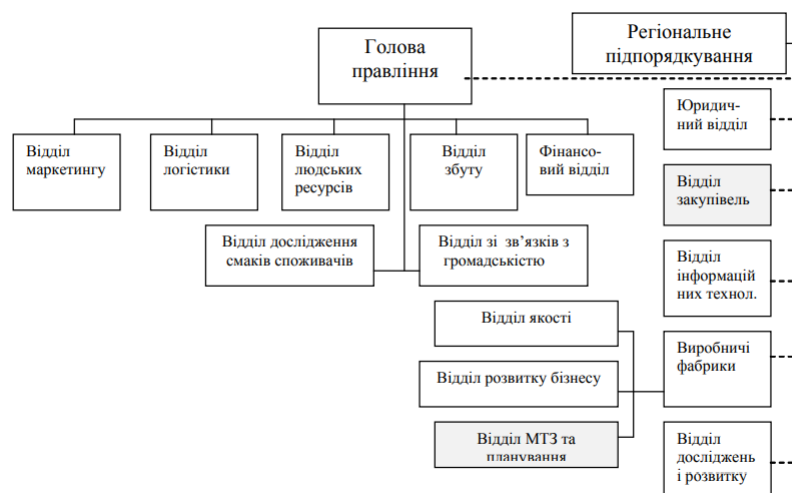 Голова
правління
Регіональне
підпорядкування
Юридич-
ний відділ
Відділ
маркетингу
Відділ
логістики
Відділ
людських
ресурсів
Відділ
збуту
Фінансо-
вий відділ
Відділ
закупівель
Відділ дослідження
смаків споживачів
Відділ зі зв’язків з
громадськістю
Відділ
інформацій
них технол.
Відділ якості
Виробничі
фабрики
Відділ розвитку бізнесу
Відділ МТЗ та
планування
Відділ
досліджень
і розвитку